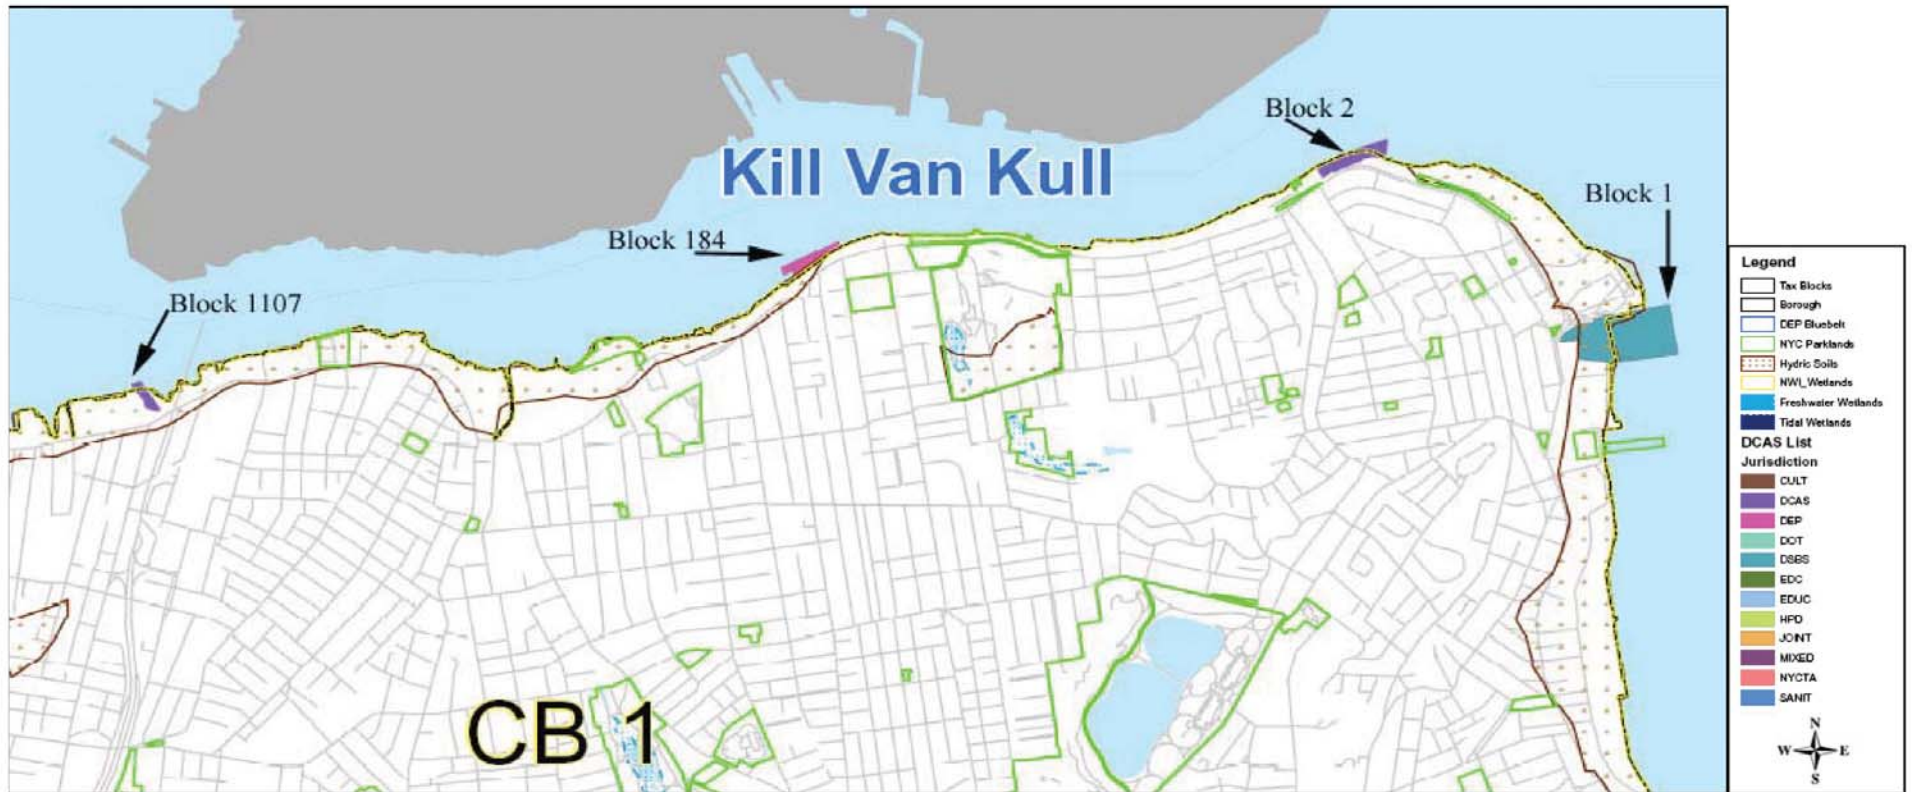 Block 2
Kill Van Kull
Block 1
Block 184
Block 1107
CB 1
Legend
Tax Blocks
Borough
DEP Bluebelt
NYC Parklands
Hydric Soils
NWI_Wetlands
Freshwater Wetlands
Tidal Wetlands
DCAS List
Jurisdiction
CULT
DCAS
DEP
DOT
DSBS
EDC
EDUC
HPD
JOINT
MIXED
NYCTA
SANIT
N
W E
S